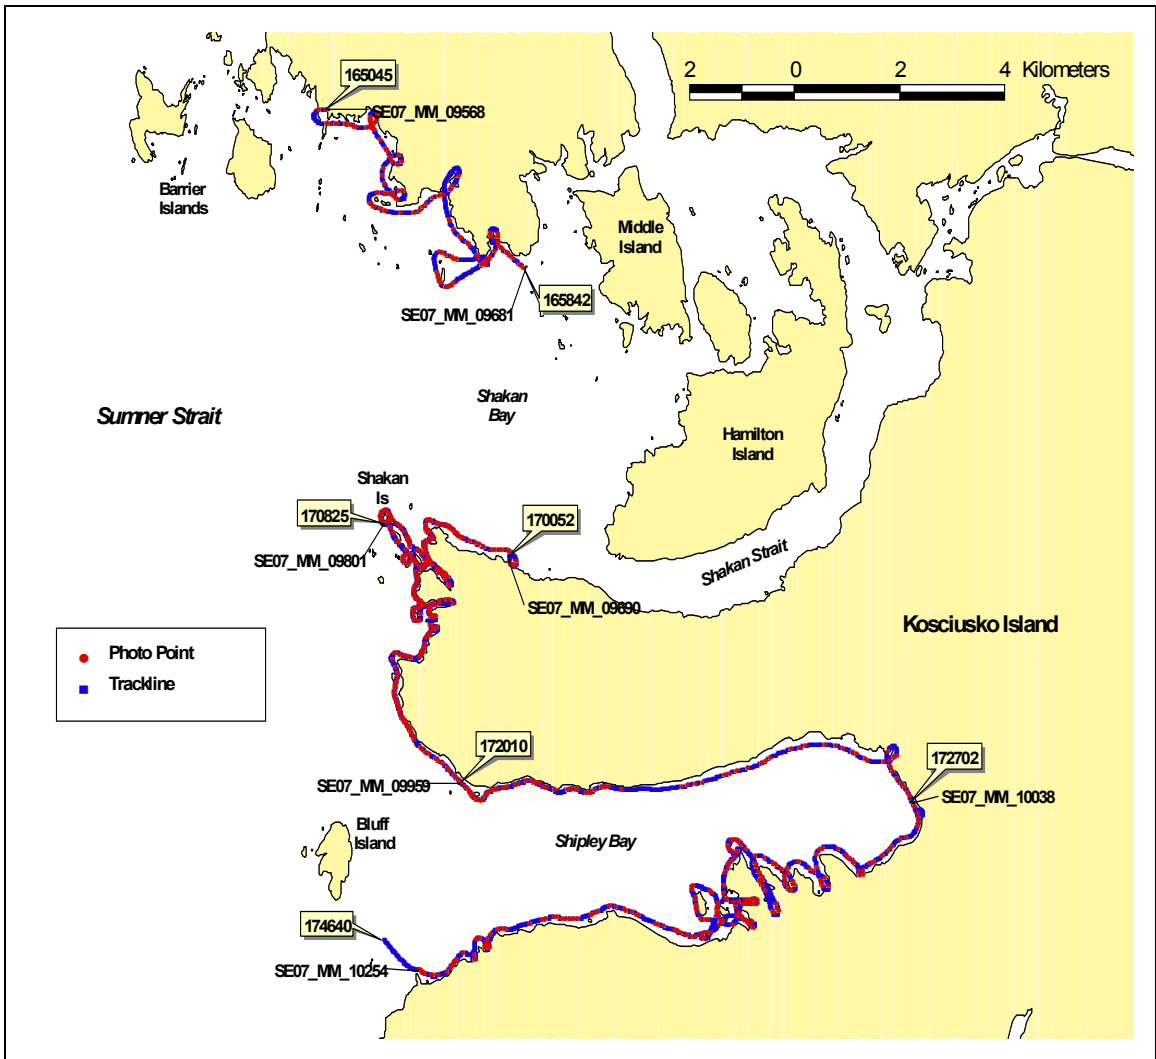 2 0 2 4 Kilometers
165045
SE07_MM_09568
Barrier
Islands
Middle
Island
165842
SE07_MM_09681
Shakan
Bay
Sumner Strait
Hamilton
Island
Shakan
Is
170825
170052
SE07_MM_09801
Shakan Strait
SE07_MM_09690
Kosciusko Island
Photo Point
Trackline
172010
172702
SE07_MM_09959
SE07_MM_10038
Bluff
Island
Shipley Bay
174640
SE07_MM_10254